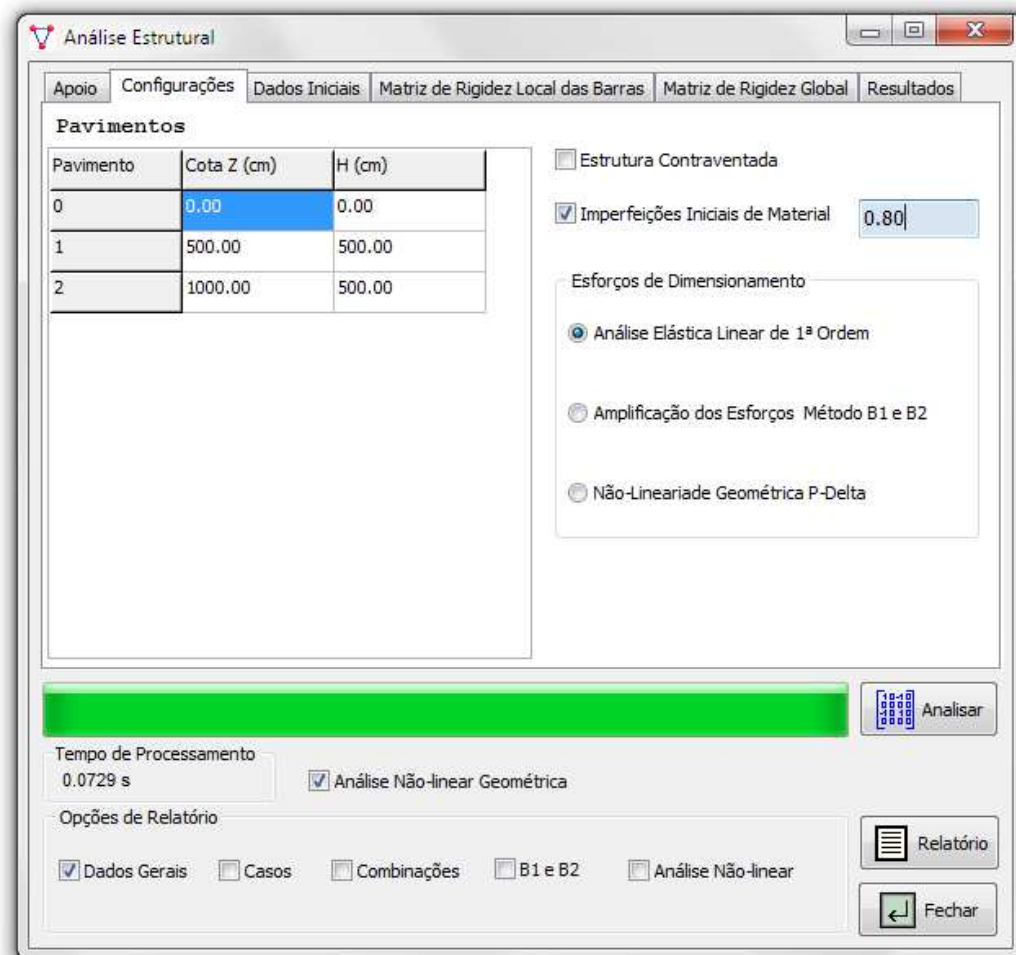 Análise Estrutural
Apoio Configurações Dados Iniciais Matriz de Rigidez Local das Barras Matriz de Rigidez Global Resultados
Pavimentos
Pavimento Cota Z (cm) H (cm)
0 0.00 0.00
1 500.00 500.00
2 1000.00 500.00
Estrutura Contraventada
Imperfeições Iniciais de Material 0.80
Esforços de Dimensionamento
Análise Elástica Linear de 1ª Ordem
Amplificação dos Esforços Método B1 e B2
Não-Lineariade Geométrica P-Delta
Analisar
Tempo de Processamento
0.0729 s
Análise Não-linear Geométrica
Opções de Relatório
Dados Gerais Casos Combinações B1 e B2 Análise Não-linear
Relatório
Fechar